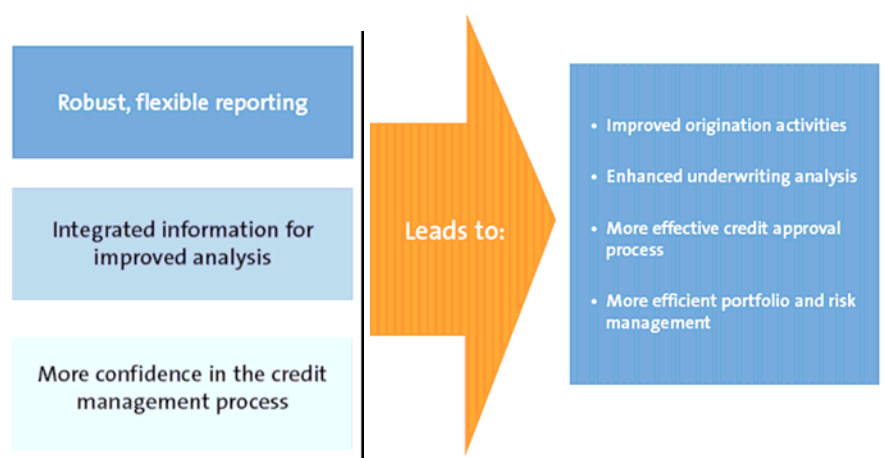 Robust, flexible reporting
Integrated information for
improved analysis
More confidence in the credit
management process
Leads to:
• Improved origination activities
• Enhanced underwriting analysis
• More effective credit approval
process
• More efficient portfolio and risk
management